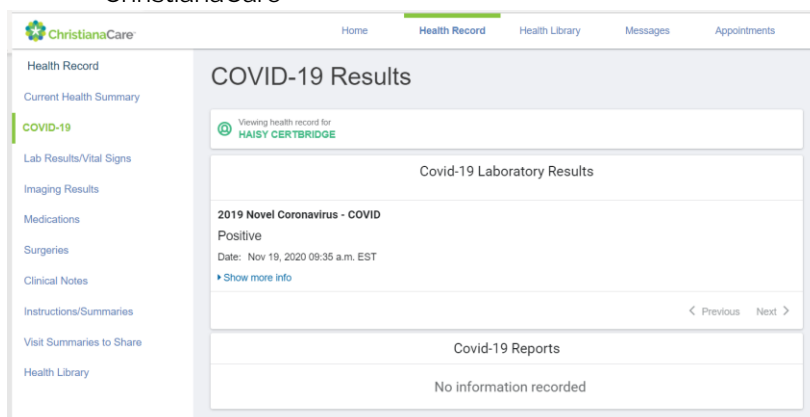 ChristianaCare
ChristianaCare
Home Health Record Health Library Messages Appointments
Health Record
Current Health Summary
COVID-19
Lab Results/Vital Signs
Imaging Results
Medications
Surgeries
Clinical Notes
Instructions/Summaries
Visit Summaries to Share
Health Library
COVID-19 Results
Viewing health record for
HAISY CERTBRIDGE
Covid-19 Laboratory Results
2019 Novel Coronavirus - COVID
Positive
Date: Nov 19, 2020 09:35 a.m. EST
Show more info
Previous Next
Covid-19 Reports
No information recorded